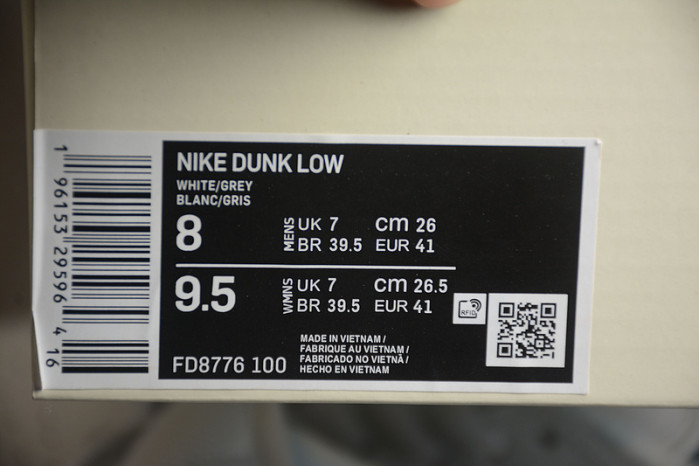 1 96153 29596 4 16
NIKE DUNK LOW
WHITE/GREY
BLANC/GRIS
8 MENS UK 7 cm 26
BR 39.5 EUR 41
9.5 WMNS UK 7 cm 26.5
BR 39.5 EUR 41
RFID
FD8776 100
MADE IN VIETNAM /
FABRIQUE AU VIETNAM /
FABRICADO NO VIETNÃ /
HECHO EN VIETNAM